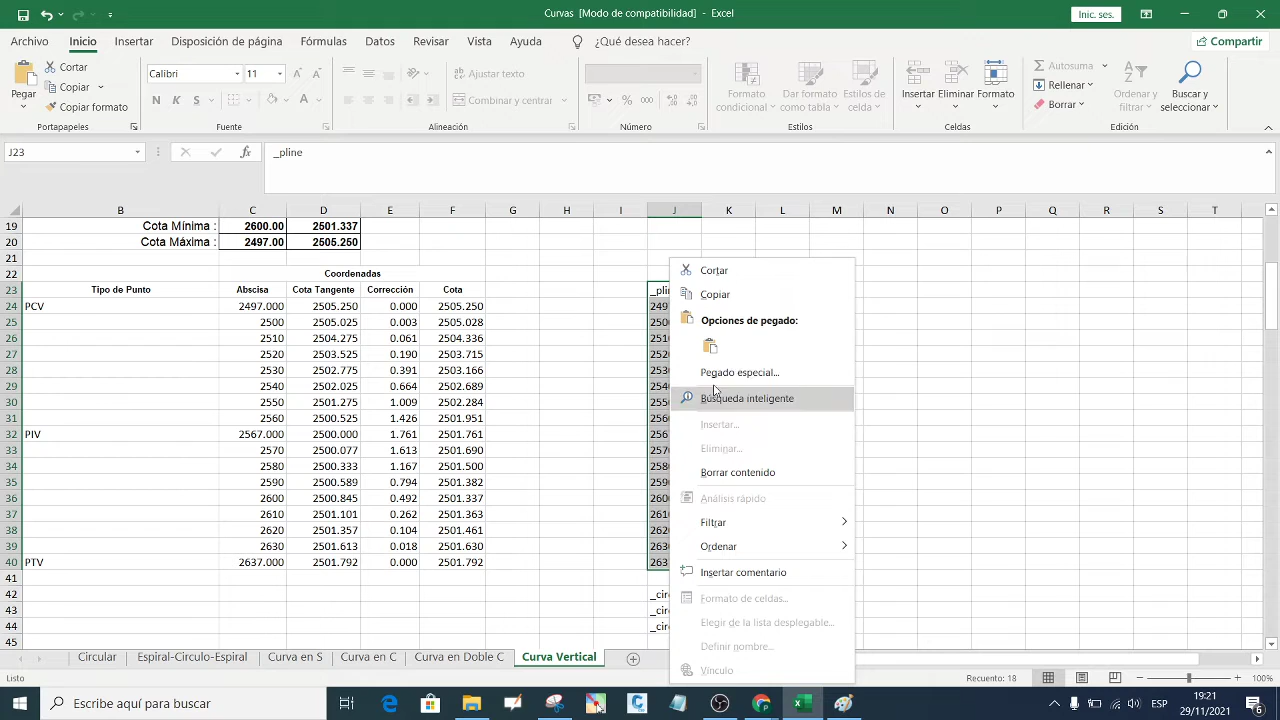 Curvas [Modo de compatibilidad] - Excel
Inic. ses.
Archivo Inicio Insertar Disposición de página Fórmulas Datos Revisar Vista Ayuda ¿Qué desea hacer? Compartir
Pegar Cortar Copiar Copiar formato
Calibri 11
N K S
Ajustar texto
Combinar y centrar
% 000
Formato condicional Dar formato como tabla Estilos de celda
Insertar Eliminar Formato
Autosuma Rellenar Borrar
Ordenar y filtrar Buscar y seleccionar
Portapapeles Fuente Alineación Número Estilos Celdas Edición
J23 fx _pline
B C D E F G H I J K L M N O P Q R S T
19 Cota Mínima : 2600.00 2501.337
20 Cota Máxima : 2497.00 2505.250
21
22 Coordenadas
23 Tipo de Punto Abscisa Cota Tangente Corrección Cota
24 PCV 2497.000 2505.250 0.000 2505.250
25 2500 2505.025 0.003 2505.028
26 2510 2504.275 0.061 2504.336
27 2520 2503.525 0.190 2503.715
28 2530 2502.775 0.391 2503.166
29 2540 2502.025 0.664 2502.689
30 2550 2501.275 1.009 2502.284
31 2560 2500.525 1.426 2501.951
32 PIV 2567.000 2500.000 1.761 2501.761
33 2570 2500.077 1.613 2501.690
34 2580 2500.333 1.167 2501.500
35 2590 2500.589 0.794 2501.382
36 2600 2500.845 0.492 2501.337
37 2610 2501.101 0.262 2501.363
38 2620 2501.357 0.104 2501.461
39 2630 2501.613 0.018 2501.630
40 PTV 2637.000 2501.792 0.000 2501.792
41
42 _cir
43 _cir
44 _cir
45
Cortar
Copiar
Opciones de pegado:
Pegado especial...
Búsqueda inteligente
Insertar...
Eliminar...
Borrar contenido
Análisis rápido
Filtrar
Ordenar
Insertar comentario
Formato de celdas...
Elegir de la lista desplegable...
Definir nombre...
Vínculo
Circular Espiral-Circulo-Espiral Curva en S Curva en C Curva en Doble C Curva Vertical
Listo Recuento: 18 100%
Escribe aquí para buscar
ESP 19:21
29/11/2021 6